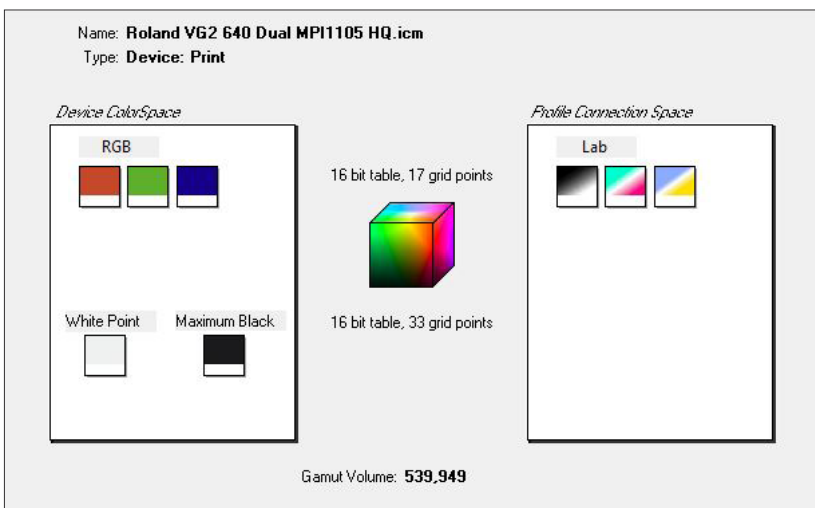 Name: Roland VG2 640 Dual MPI1105 HQ.icm
Type: Device: Print
Device ColorSpace
Profile Connection Space
RGB
Lab
16 bit table, 17 grid points
White Point
Maximum Black
16 bit table, 33 grid points
Gamut Volume: 539,949